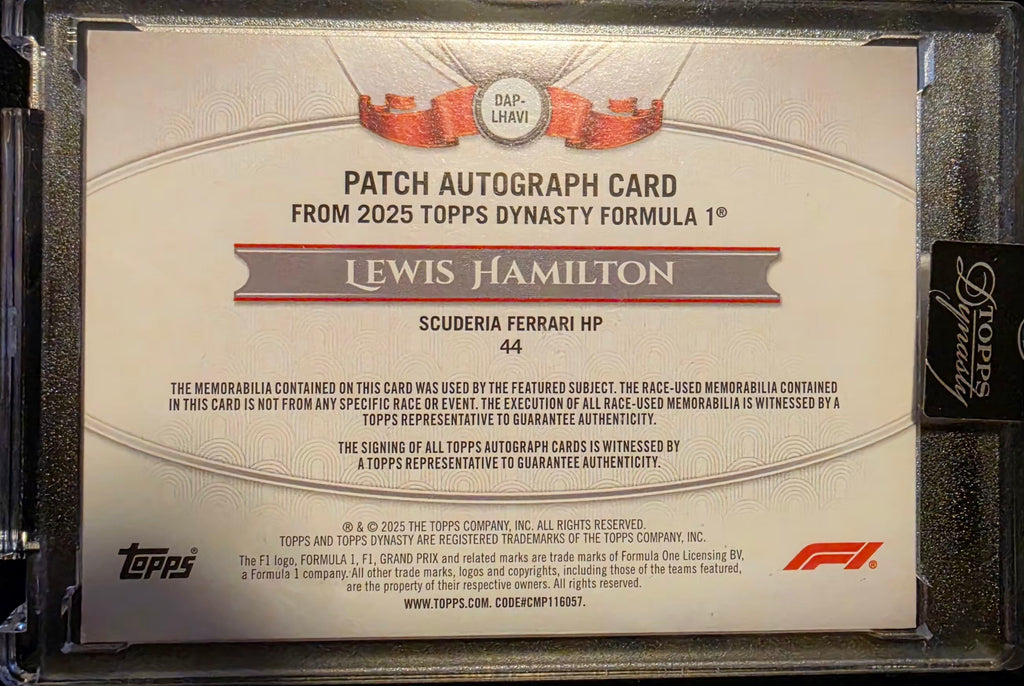 DAP-
LHAVI
PATCH AUTOGRAPH CARD
FROM 2025 TOPPS DYNASTY FORMULA 1®
LEWIS HAMILTON
SCUDERIA FERRARI HP
44
THE MEMORABILIA CONTAINED ON THIS CARD WAS USED BY THE FEATURED SUBJECT. THE RACE-USED MEMORABILIA CONTAINED
IN THIS CARD IS NOT FROM ANY SPECIFIC RACE OR EVENT. THE EXECUTION OF ALL RACE-USED MEMORABILIA IS WITNESSED BY A
TOPPS REPRESENTATIVE TO GUARANTEE AUTHENTICITY.
THE SIGNING OF ALL TOPPS AUTOGRAPH CARDS IS WITNESSED BY
A TOPPS REPRESENTATIVE TO GUARANTEE AUTHENTICITY.
® & © 2025 THE TOPPS COMPANY, INC. ALL RIGHTS RESERVED.
TOPPS AND TOPPS DYNASTY ARE REGISTERED TRADEMARKS OF THE TOPPS COMPANY, INC.
The F1 logo, FORMULA 1, F1, GRAND PRIX and related marks are trade marks of Formula One Licensing BV,
a Formula 1 company. All other trade marks, logos and copyrights, including those of the teams featured,
are the property of their respective owners. All rights reserved.
WWW.TOPPS.COM. CODE#CMP116057.
topps®
F1®
TOPPS
Dynasty